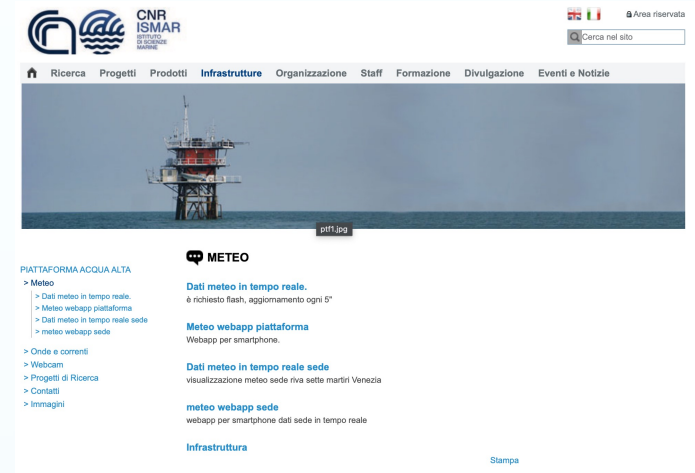 CNR
ISMAR
ISTITUTO
DI SCIENZE
MARINE
Area riservata
Cerca nel sito
Ricerca Progetti Prodotti Infrastrutture Organizzazione Staff Formazione Divulgazione Eventi e Notizie
ptf1.jpg
PIATTAFORMA ACQUA ALTA
> Meteo
> Dati meteo in tempo reale.
> Meteo webapp piattaforma
> Dati meteo in tempo reale sede
> meteo webapp sede
> Onde e correnti
> Webcam
> Progetti di Ricerca
> Contatti
> Immagini
METEO
Dati meteo in tempo reale.
è richiesto flash, aggiornamento ogni 5"
Meteo webapp piattaforma
Webapp per smartphone.
Dati meteo in tempo reale sede
visualizzazione meteo sede riva sette martiri Venezia
meteo webapp sede
webapp per smartphone dati sede in tempo reale
Infrastruttura
Stampa